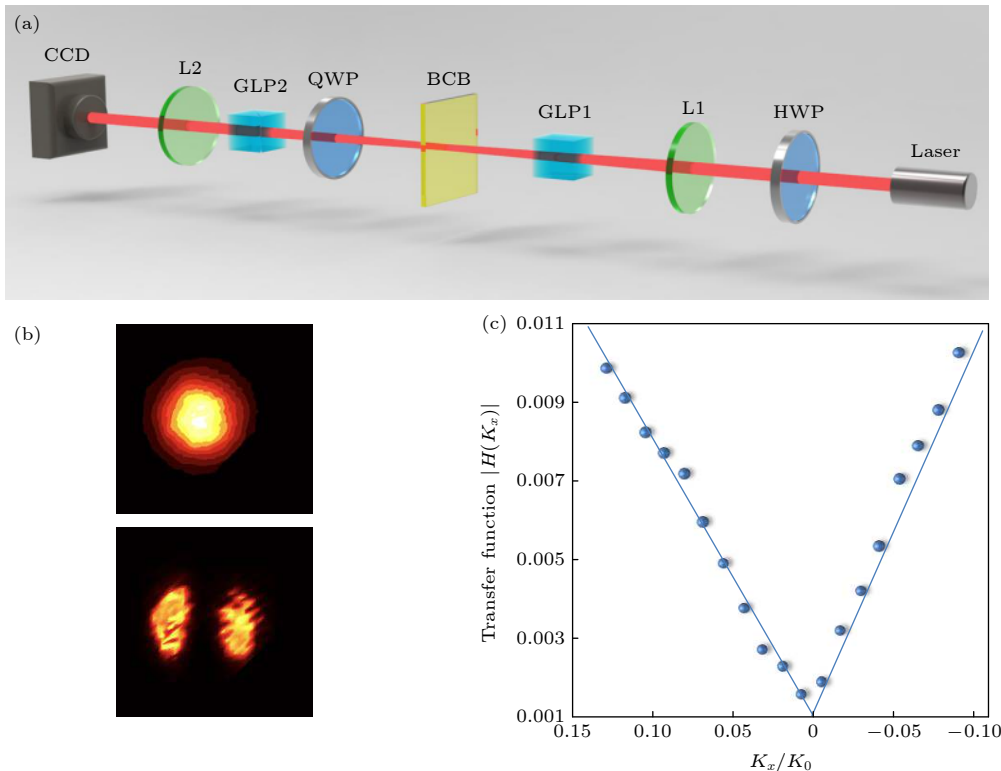 (a)
CCD
L2
GLP2
QWP
BCB
GLP1
L1
HWP
Laser
(b)
(c)
0.011
0.009
0.007
0.005
0.003
0.001
Transfer function |H(Kₓ)|
0.15
0.10
0.05
0
−0.05
−0.10
Kₓ/K₀